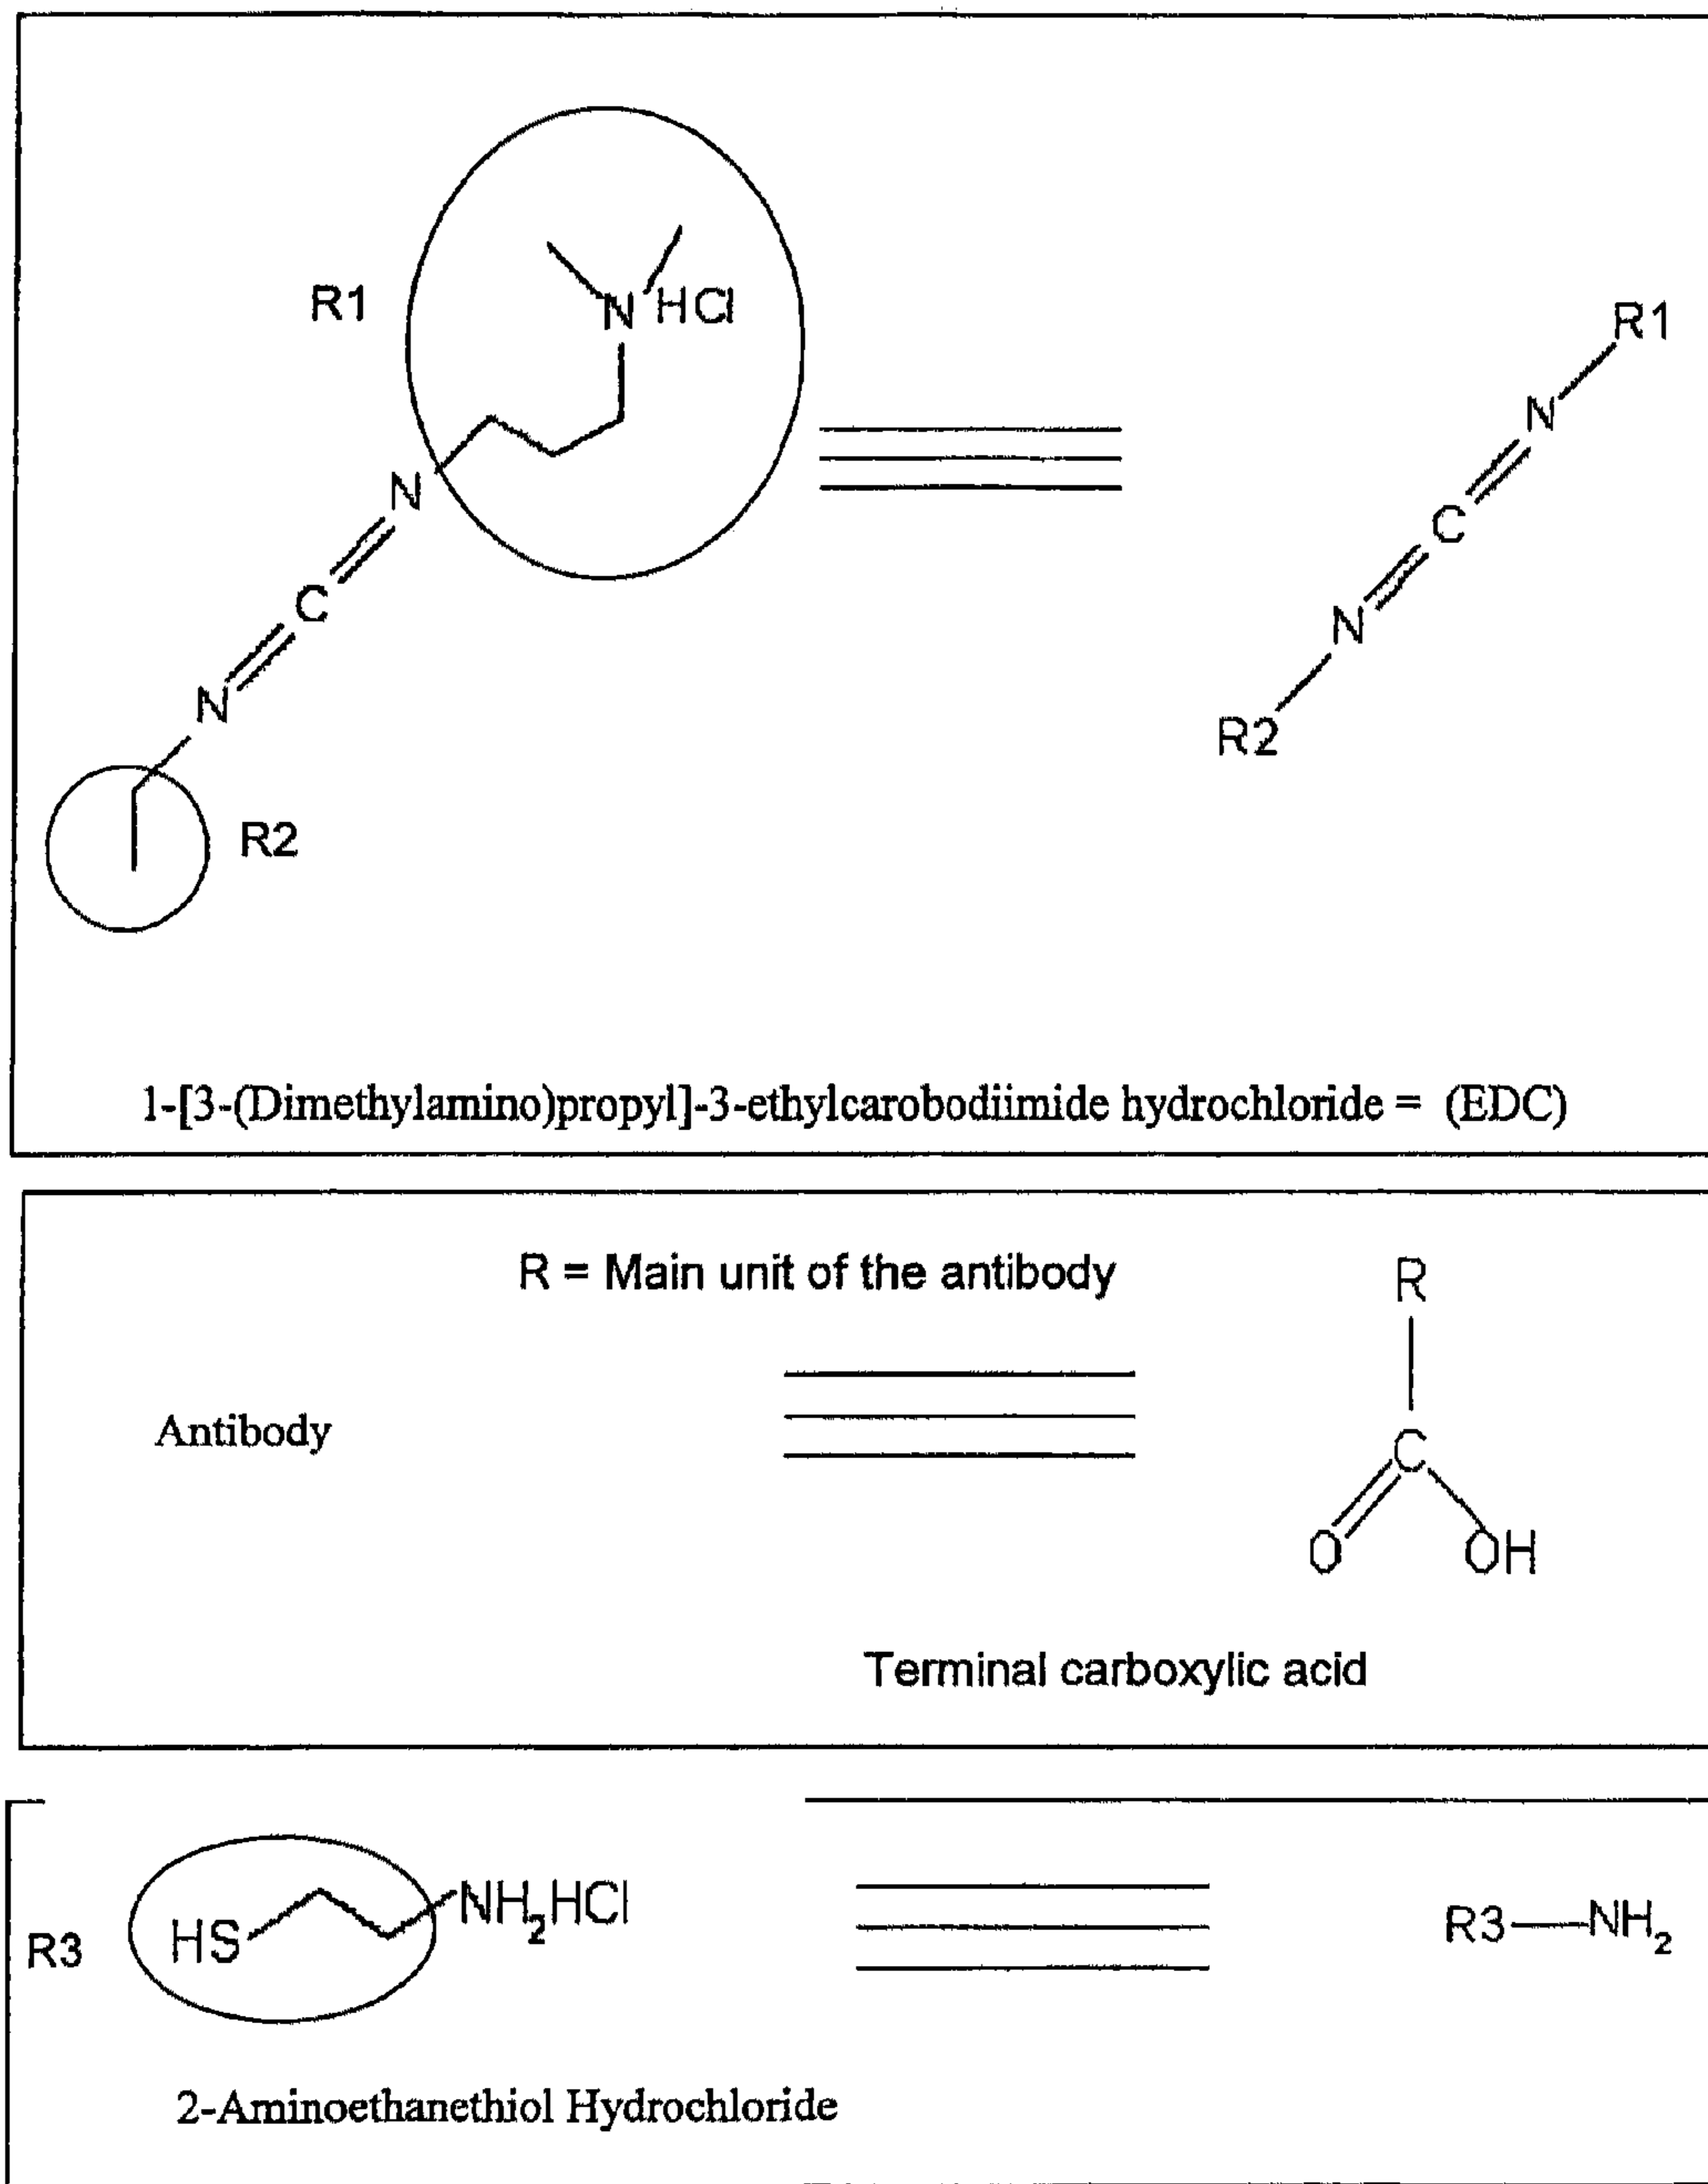 R1
N HCl
R1
N
N
C
C
N
N
R2
R2
1-[3-(Dimethylamino)propyl]-3-ethylcarobodiimide hydrochloride = (EDC)
R = Main unit of the antibody
R
Antibody
C
O
OH
Terminal carboxylic acid
R3
HS
NH2HCl
R3—NH2
2-Aminoethanethiol Hydrochloride